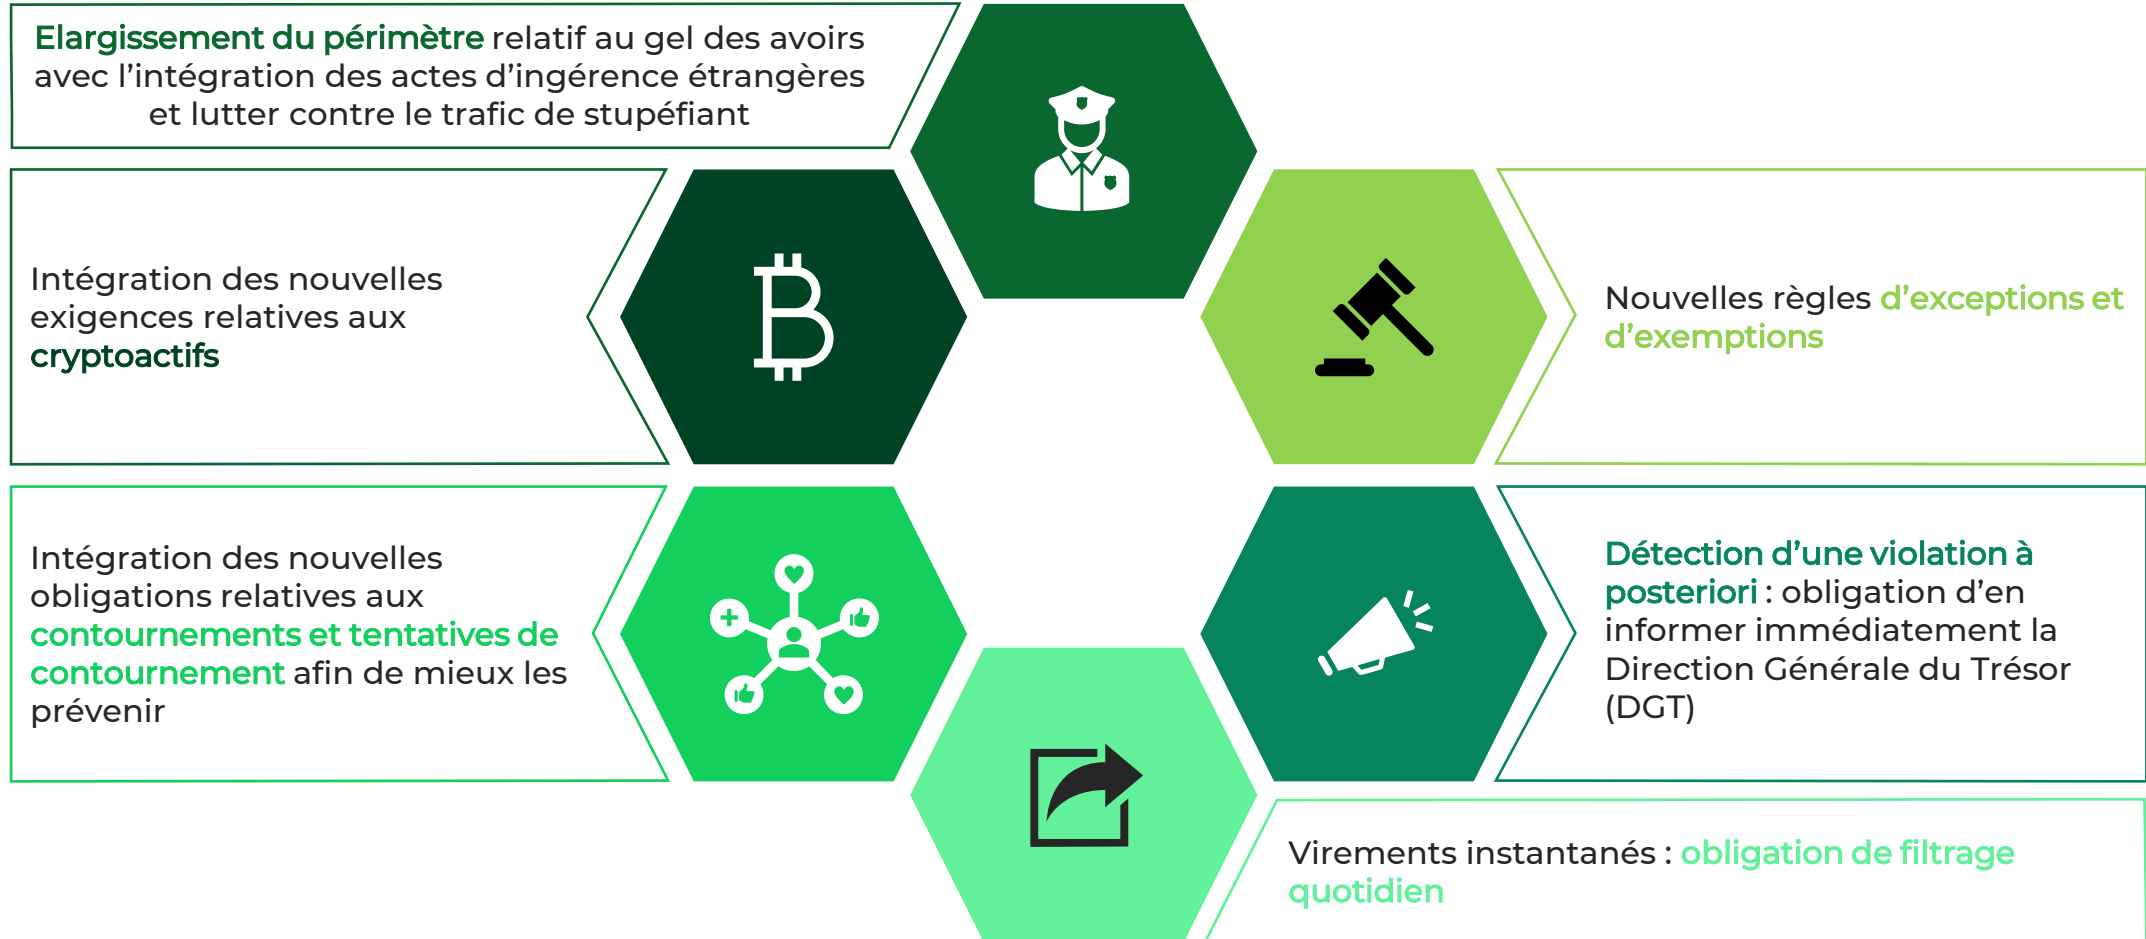 Elargissement du périmètre relatif au gel des avoirs
avec l’intégration des actes d’ingérence étrangères
et lutter contre le trafic de stupéfiant
Intégration des nouvelles
exigences relatives aux
cryptoactifs
Nouvelles règles d’exceptions et
d’exemptions
Intégration des nouvelles
obligations relatives aux
contournements et tentatives de
contournement afin de mieux les
prévenir
Détection d’une violation à
posteriori : obligation d’en
informer immédiatement la
Direction Générale du Trésor
(DGT)
Virements instantanés : obligation de filtrage
quotidien